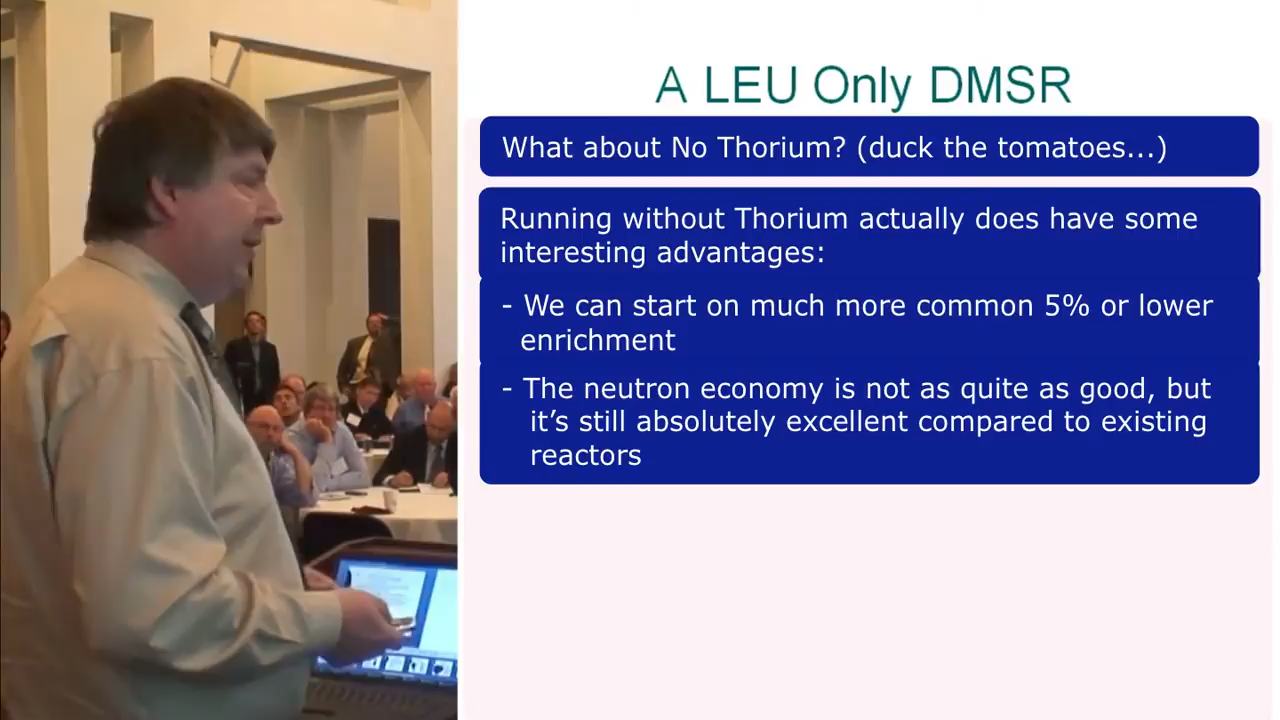 A LEU Only DMSR
What about No Thorium? (duck the tomatoes...)
Running without Thorium actually does have some
interesting advantages:
- We can start on much more common 5% or lower
enrichment
- The neutron economy is not as quite as good, but
it's still absolutely excellent compared to existing
reactors